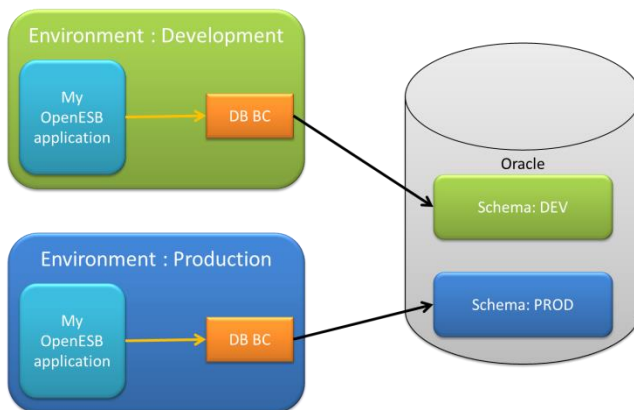 Environment : Development
My
OpenESB
application
DB BC
Oracle
Schema: DEV
Environment : Production
My
OpenESB
application
DB BC
Schema: PROD